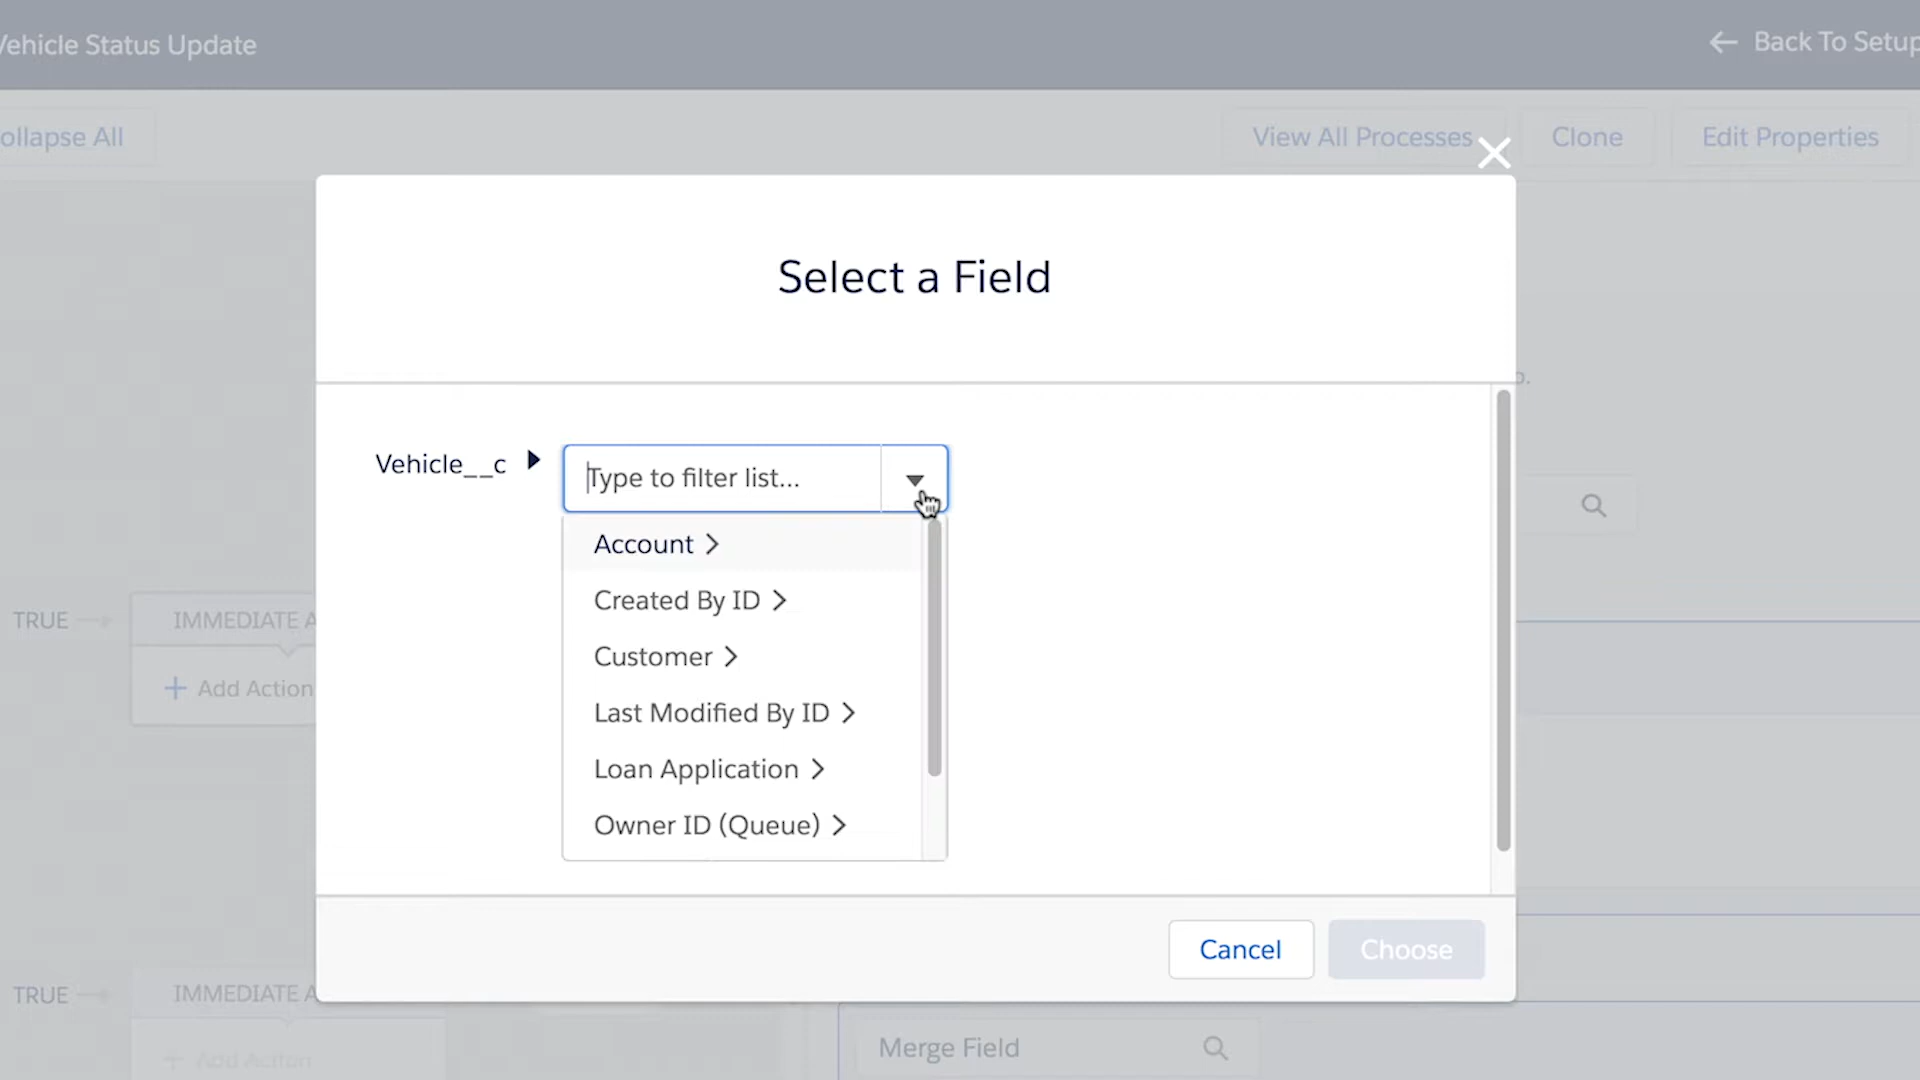 Vehicle Status Update
Back To Setup
ollapse All
View All Processes
Clone
Edit Properties
Select a Field
Vehicle__c
Type to filter list...
Account
Created By ID
Customer
Last Modified By ID
Loan Application
Owner ID (Queue)
TRUE
IMMEDIATE A
Add Action
Cancel
Choose
TRUE
IMMEDIATE A
Add Action
Merge Field